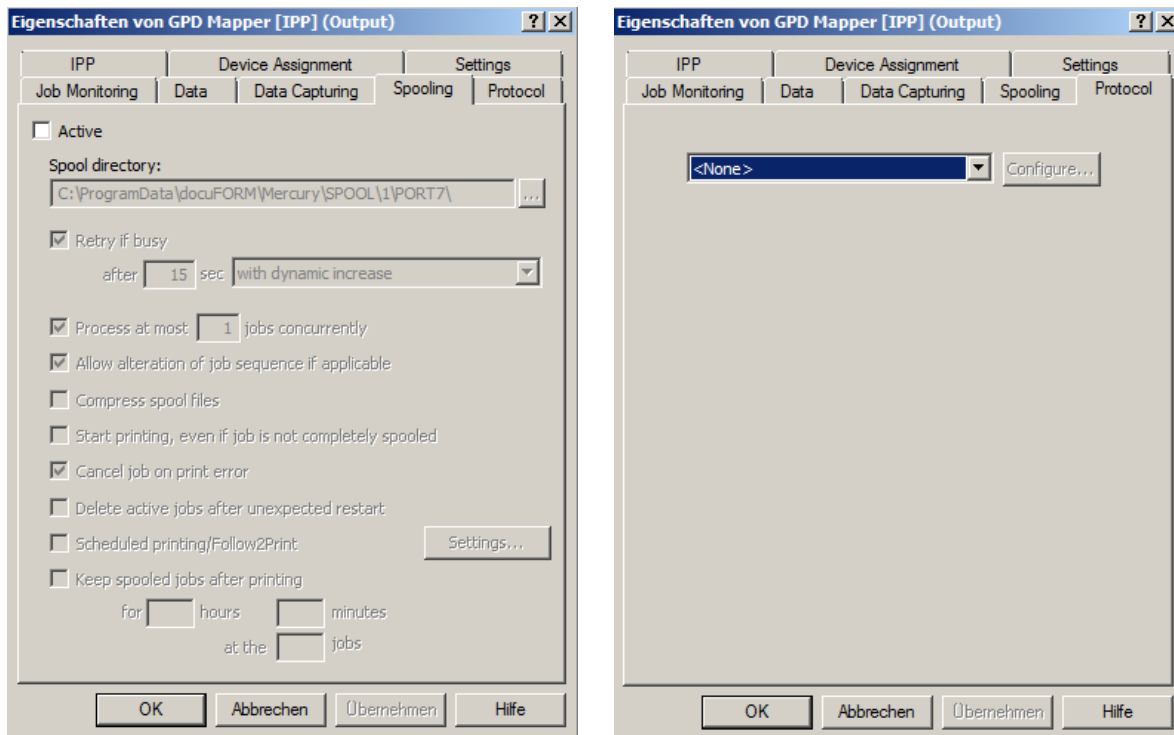 Eigenschaften von GPD Mapper [IPP] (Output)
IPP Device Assignment Settings
Job Monitoring Data Data Capturing Spooling Protocol
Active
Spool directory:
C:\ProgramData\docuFORM\Mercury\SPOOL\1\PORT7\ ...
Retry if busy
after 15 sec with dynamic increase
Process at most 1 jobs concurrently
Allow alteration of job sequence if applicable
Compress spool files
Start printing, even if job is not completely spooled
Cancel job on print error
Delete active jobs after unexpected restart
Scheduled printing/Follow2Print Settings...
Keep spooled jobs after printing
for hours minutes
at the jobs
OK Abbrechen Übernehmen Hilfe
Eigenschaften von GPD Mapper [IPP] (Output)
IPP Device Assignment Settings
Job Monitoring Data Data Capturing Spooling Protocol
<None> Configure...
OK Abbrechen Übernehmen Hilfe